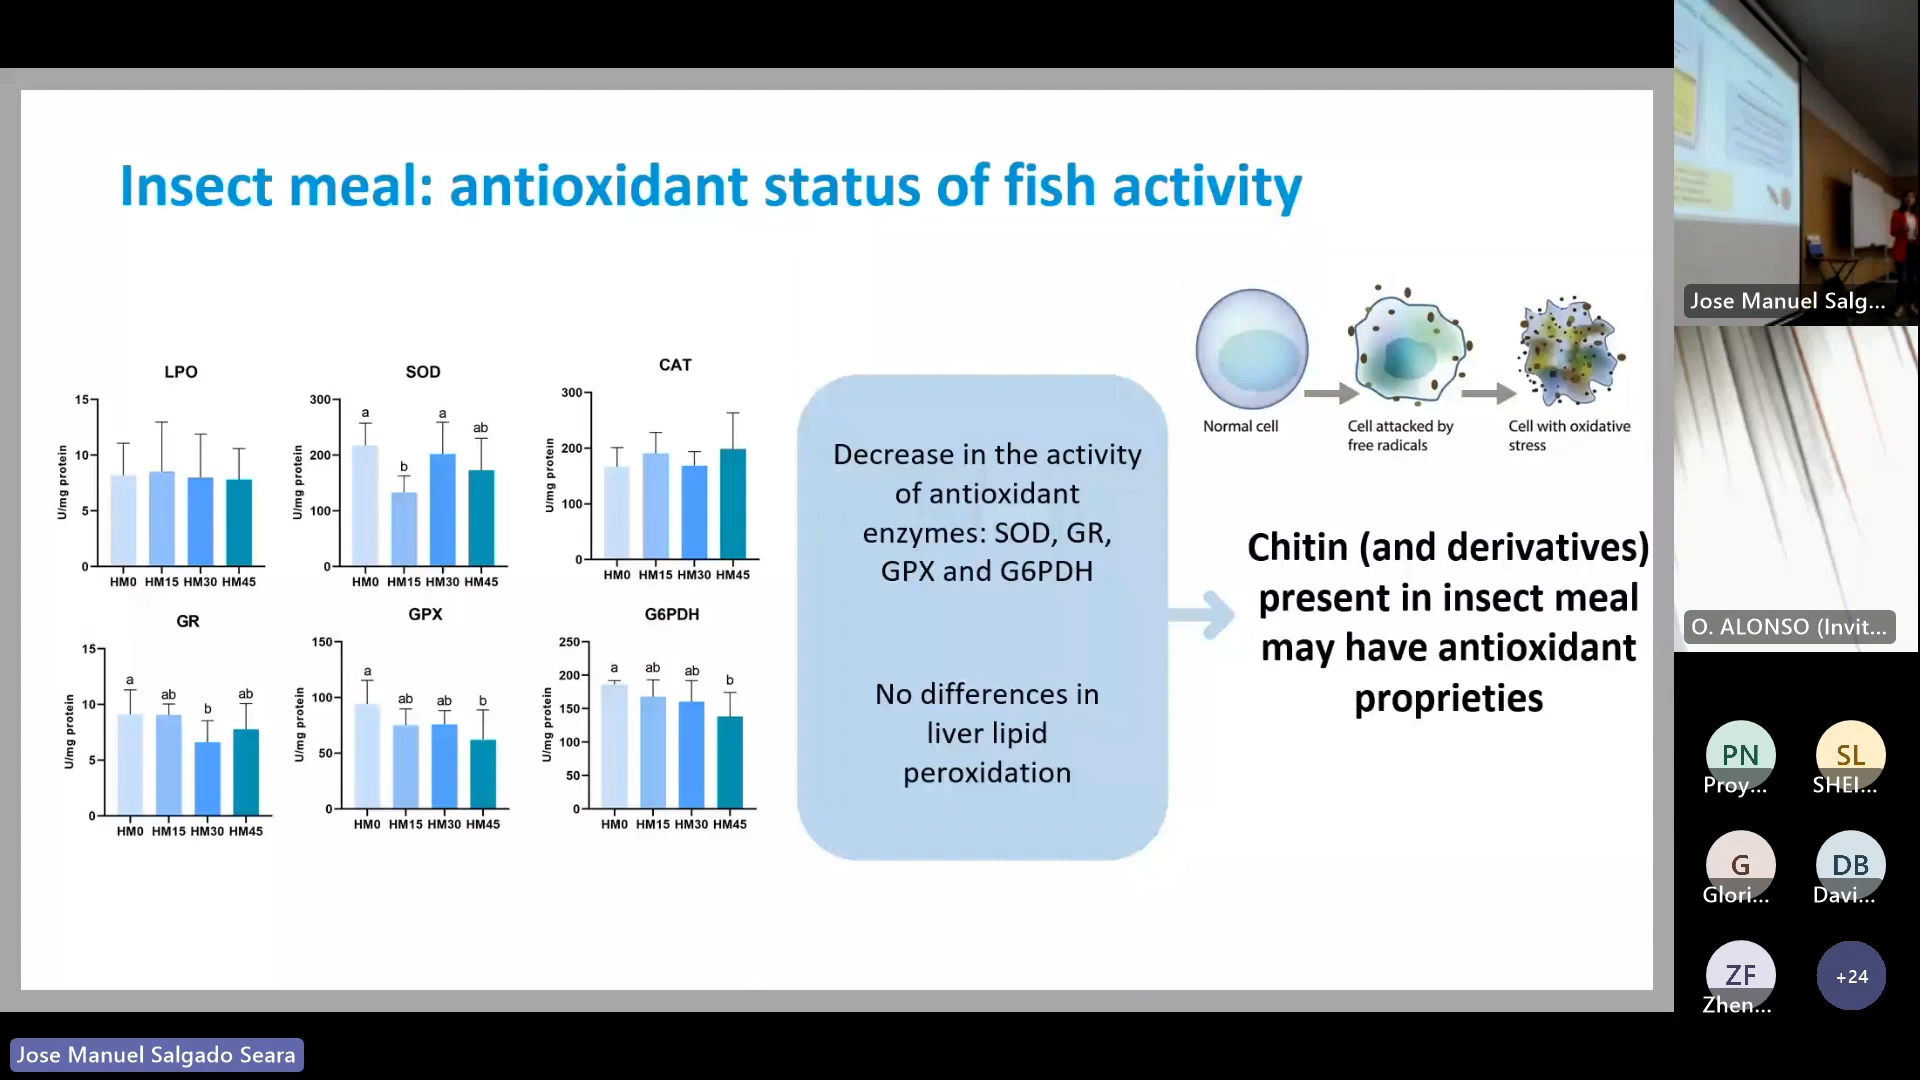 Insect meal: antioxidant status of fish activity
LPO
U/mg protein
15
10
5
0
HM0 HM15 HM30 HM45
SOD
U/mg protein
300
200
100
0
a
b
a
ab
HM0 HM15 HM30 HM45
CAT
U/mg protein
300
200
100
0
HM0 HM15 HM30 HM45
GR
U/mg protein
15
10
5
0
a
ab
b
ab
HM0 HM15 HM30 HM45
GPX
U/mg protein
150
100
50
0
a
ab
ab
b
HM0 HM15 HM30 HM45
G6PDH
U/mg protein
250
200
150
100
50
0
a
ab
ab
b
HM0 HM15 HM30 HM45
Decrease in the activity
of antioxidant
enzymes: SOD, GR,
GPX and G6PDH
No differences in
liver lipid
peroxidation
Normal cell
Cell attacked by
free radicals
Cell with oxidative
stress
Chitin (and derivatives)
present in insect meal
may have antioxidant
proprieties
Jose Manuel Salg...
O. ALONSO (Invit...
PN
Proy...
SL
SHEI...
G
Glori...
DB
Davi...
ZF
Zhen...
+24
Jose Manuel Salgado Seara